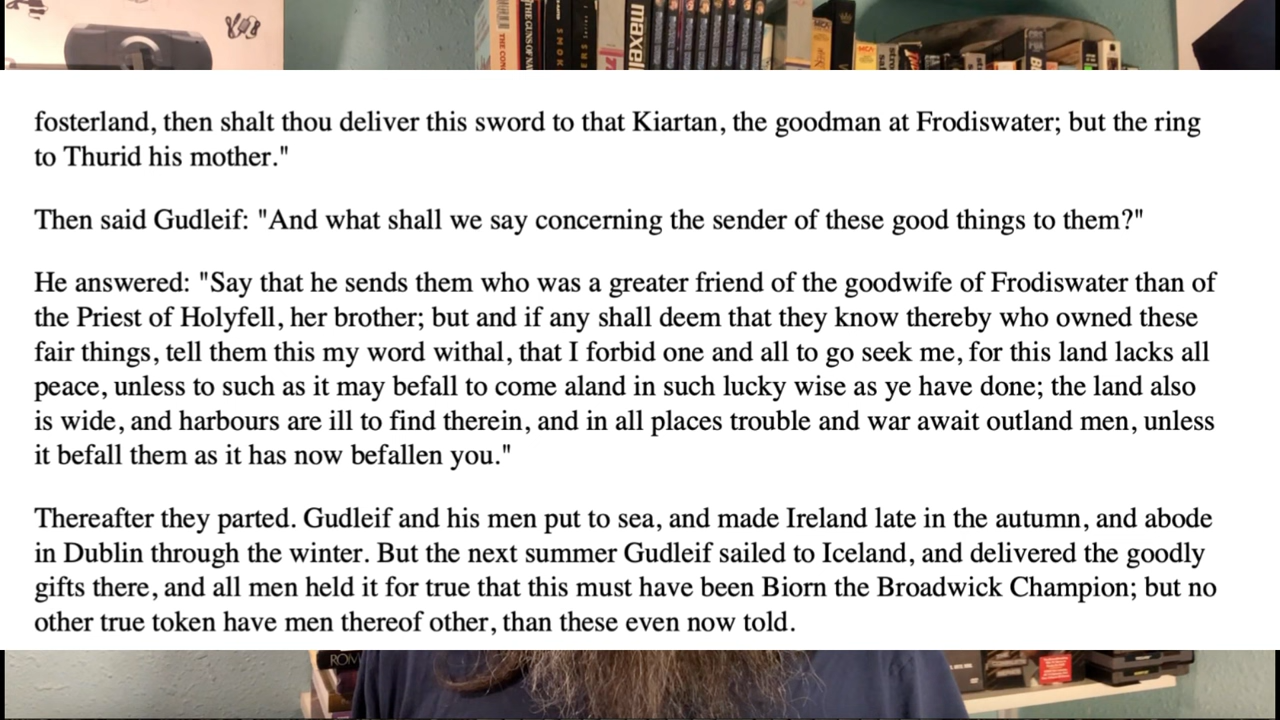 THE GUNS OF
SMOK
maxell
fosterland, then shalt thou deliver this sword to that Kiartan, the goodman at Frodiswater; but the ring
to Thurid his mother."
Then said Gudleif: "And what shall we say concerning the sender of these good things to them?"
He answered: "Say that he sends them who was a greater friend of the goodwife of Frodiswater than of
the Priest of Holyfell, her brother; but and if any shall deem that they know thereby who owned these
fair things, tell them this my word withal, that I forbid one and all to go seek me, for this land lacks all
peace, unless to such as it may befall to come aland in such lucky wise as ye have done; the land also
is wide, and harbours are ill to find therein, and in all places trouble and war await outland men, unless
it befall them as it has now befallen you."
Thereafter they parted. Gudleif and his men put to sea, and made Ireland late in the autumn, and abode
in Dublin through the winter. But the next summer Gudleif sailed to Iceland, and delivered the goodly
gifts there, and all men held it for true that this must have been Biorn the Broadwick Champion; but no
other true token have men thereof other, than these even now told.
ROM